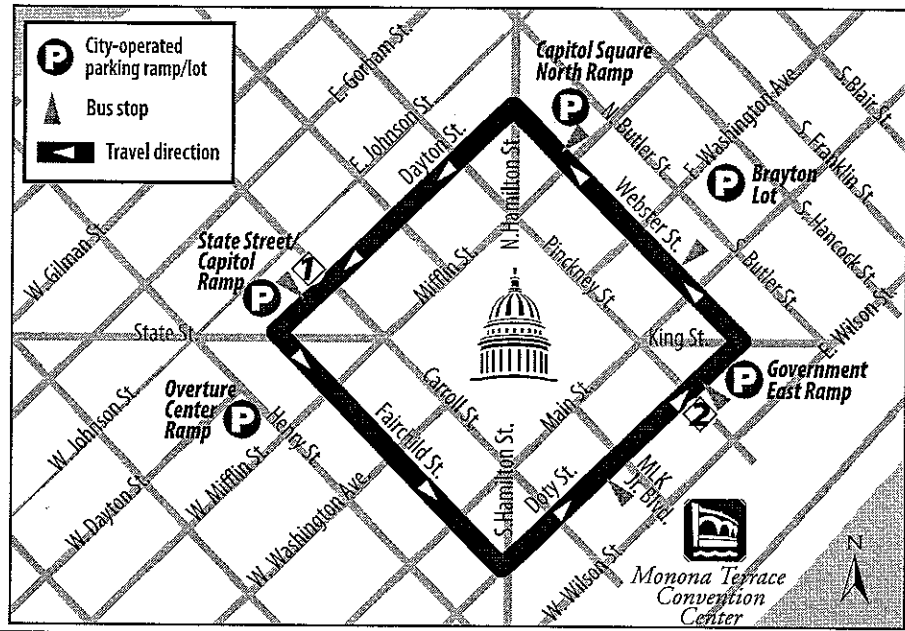 City-operated
parking ramp/lot
Bus stop
Travel direction
P
E. Gorham St.
E. Johnson St.
Dayton St.
Capitol Square
North Ramp
P
N. Hamilton St.
N. Butler St.
E. Washington Ave
S. Blair St.
S. Franklin St.
P
Brayton
Lot
S. Hancock St.
Webster St.
S. Butler St.
E. Wilson St.
W. Gilman St.
State Street/
Capitol
Ramp
P
1
Mifflin St.
Pinckney St.
State St.
King St.
P
Government
East Ramp
2
Overture
Center
Ramp
P
W. Johnson St.
Henry St.
Fairchild St.
Carroll St.
Main St.
S. Hamilton St.
Doty St.
MLK
Jr. Blvd.
W. Dayton St.
W. Mifflin St.
W. Washington Ave.
W. Wilson St.
Monona Terrace
Convention
Center
N